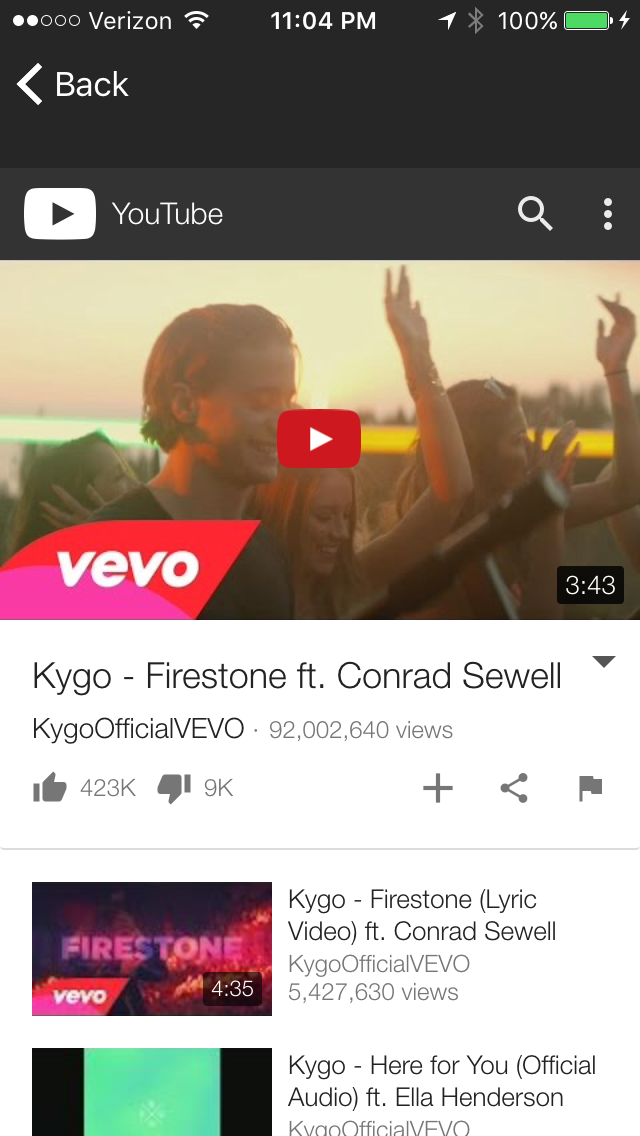 Verizon 11:04 PM 100%
Back
YouTube
vevo
3:43
Kygo - Firestone ft. Conrad Sewell
KygoOfficialVEVO · 92,002,640 views
423K 9K
FIRESTONE
vevo
4:35
Kygo - Firestone (Lyric
Video) ft. Conrad Sewell
KygoOfficialVEVO
5,427,630 views
Kygo - Here for You (Official
Audio) ft. Ella Henderson
KygoOfficialVEVO